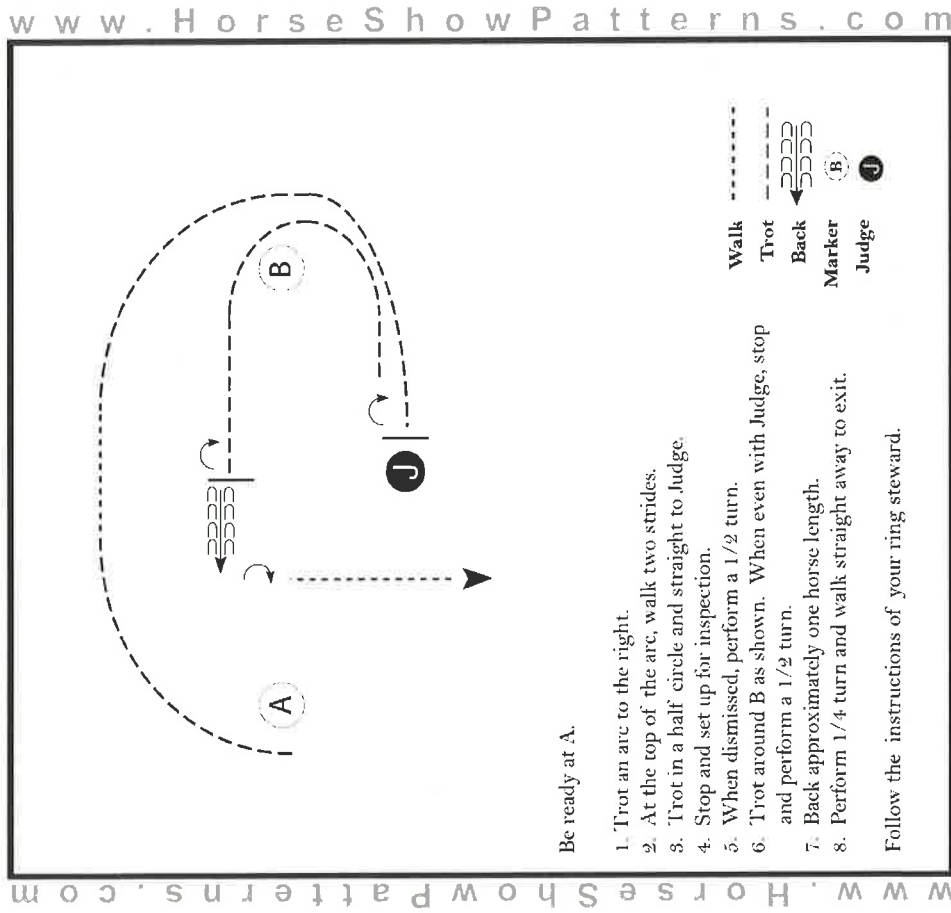 www.HorseShowPatterns.com
A
B
J
Be ready at A.
1. Trot an arc to the right.
2. At the top of the arc, walk two strides.
3. Trot in a half circle and straight to Judge.
4. Stop and set up for inspection.
5. When dismissed, perform a 1/2 turn.
6. Trot around B as shown. When even with Judge, stop
and perform a 1/2 turn.
7. Back approximately one horse length.
8. Perform 1/4 turn and walk straight away to exit.
Follow the instructions of your ring steward.
Walk
Trot
Back
Marker B
Judge J
www.HorseShowPatterns.com